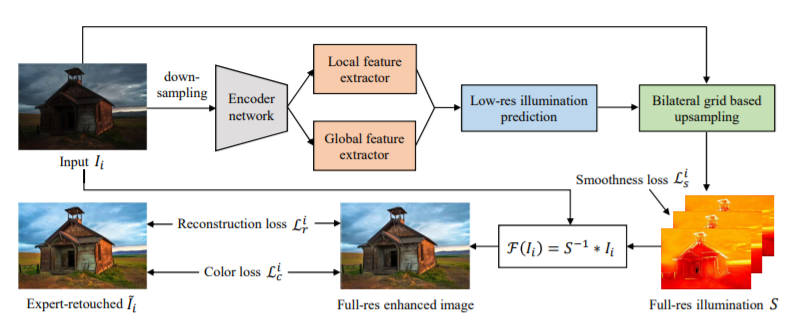 down-
sampling
Encoder
network
Local feature
extractor
Global feature
extractor
Low-res illumination
prediction
Bilateral grid based
upsampling
Input Iᵢ
Smoothness loss ℒₛⁱ
Reconstruction loss ℒᵣⁱ
Color loss ℒ꜀ⁱ
ℱ(Iᵢ) = S⁻¹ * Iᵢ
Expert-retouched Ĩᵢ
Full-res enhanced image
Full-res illumination S